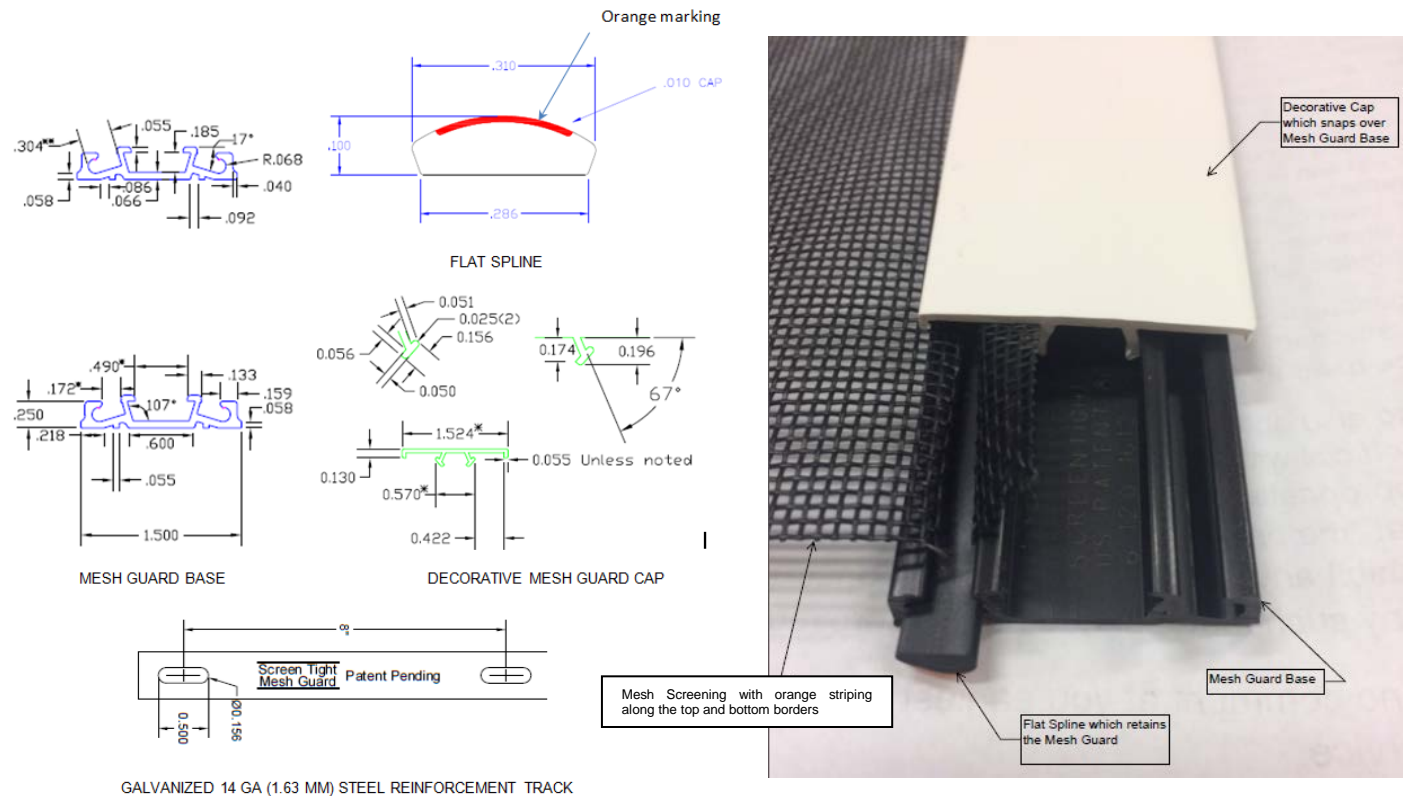 Orange marking
.310
.010 CAP
.100
.286
FLAT SPLINE
.304**
.055
.185
17°
R.068
.058
.086
.066
.040
.092
.490*
.172*
.133
.159
.058
.250
107°
.218
.600
.055
1.500
MESH GUARD BASE
0.051
0.025(2)
0.156
0.056
0.050
0.174
0.196
67°
1.524*
0.130
0.055 Unless noted
0.570*
0.422
DECORATIVE MESH GUARD CAP
8"
Screen Tight
Mesh Guard
Patent Pending
0.500
Ø0.156
GALVANIZED 14 GA (1.63 MM) STEEL REINFORCEMENT TRACK
Decorative Cap
which snaps over
Mesh Guard Base
Mesh Guard Base
Mesh Screening with orange striping
along the top and bottom borders
Flat Spline which retains
the Mesh Guard